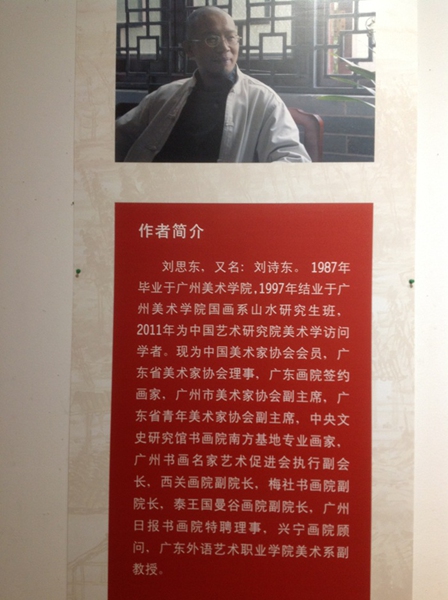 作者简介
刘思东、又名：刘诗东。1987年
毕业于广州美术学院,1997年结业于广
州美术学院国画系山水研究生班，
2011年为中国艺术研究院美术学访问
学者。现为中国美术家协会会员、广
东省美术家协会理事、广东画院签约
画家、广州市美术家协会副主席、广
东省青年美术家协会副主席、中央文
史研究馆书画院南方基地专业画家、
广州书画名家艺术促进会执行副会
长、西关画院副院长、梅社书画院副
院长、泰王国曼谷画院副院长、广州
日报书画院特聘理事、兴宁画院顾
问、广东外语艺术职业学院美术系副
教授。